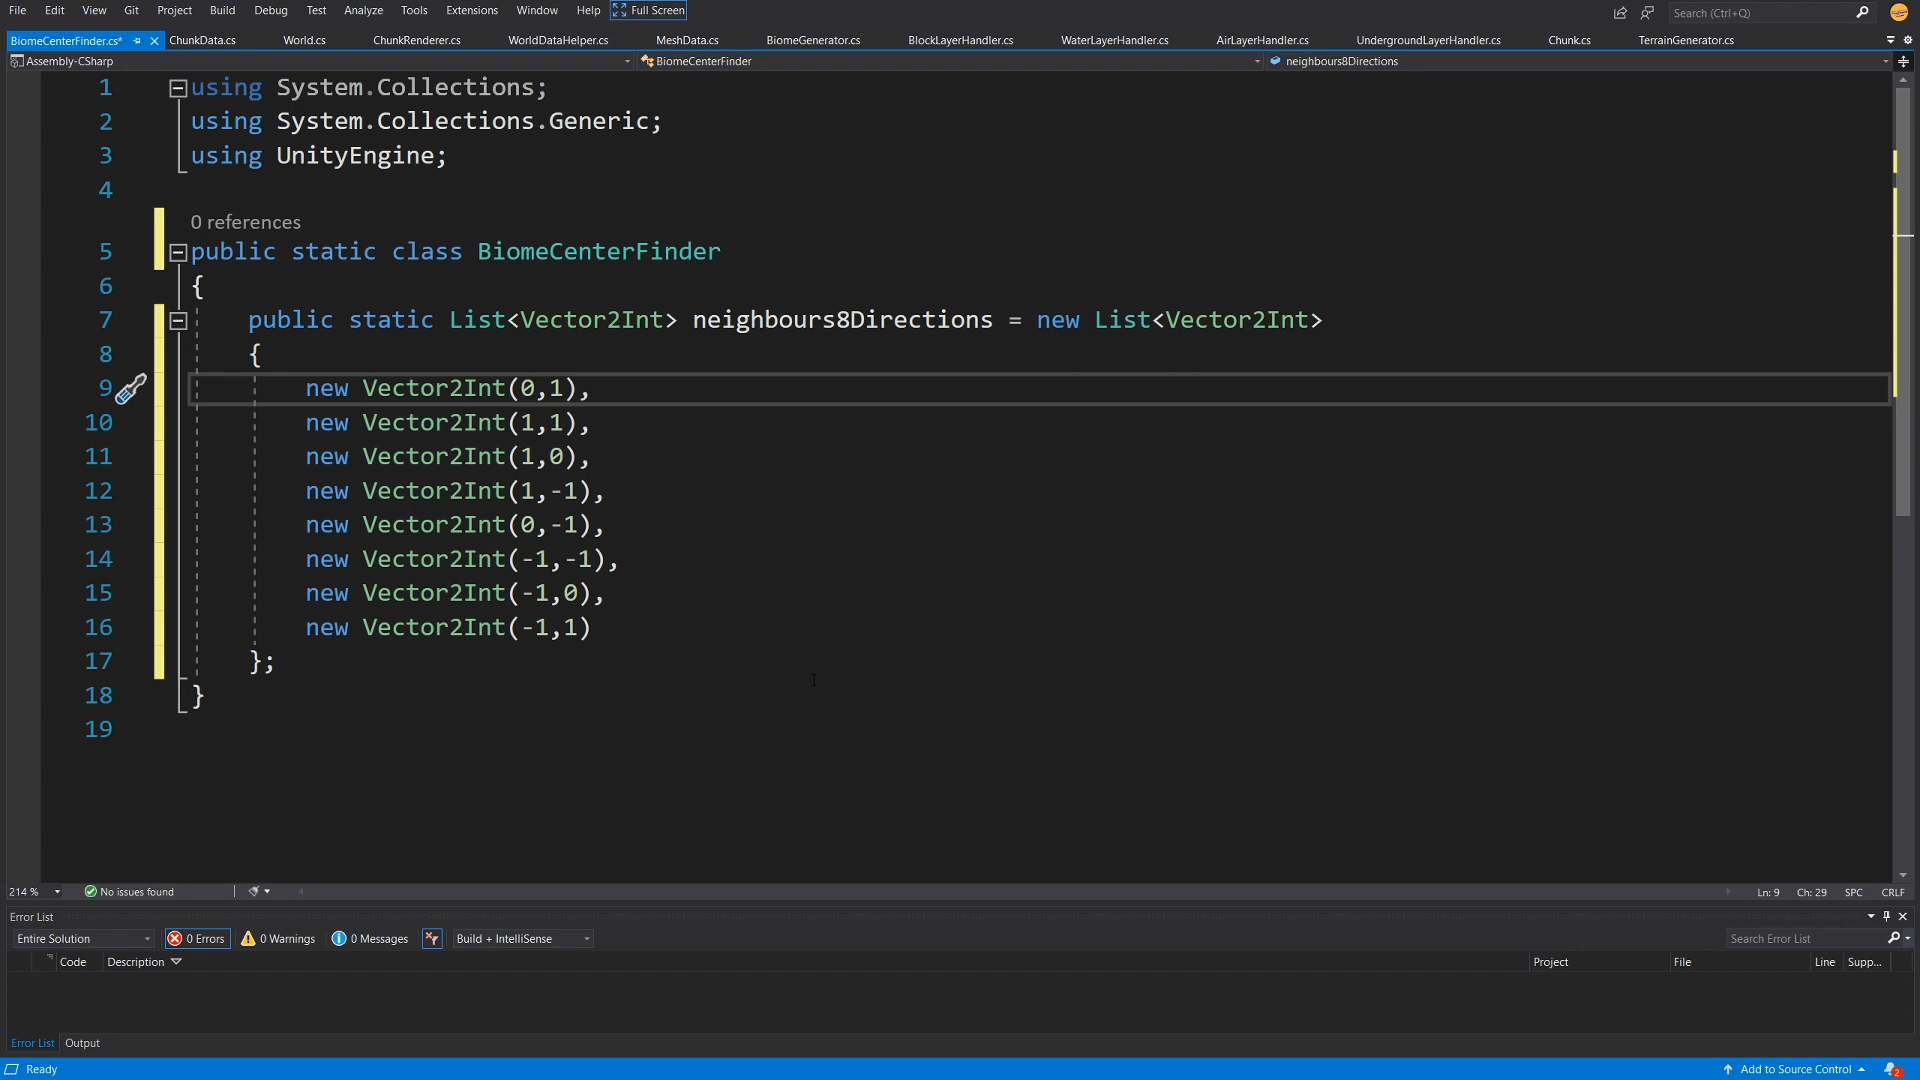 File Edit View Git Project Build Debug Test Analyze Tools Extensions Window Help Full Screen Search (Ctrl+Q)
BiomeCenterFinder.cs* ChunkData.cs World.cs ChunkRenderer.cs WorldDataHelper.cs MeshData.cs BiomeGenerator.cs BlockLayerHandler.cs WaterLayerHandler.cs AirLayerHandler.cs UndergroundLayerHandler.cs Chunk.cs TerrainGenerator.cs
Assembly-CSharp BiomeCenterFinder neighbours8Directions
1 using System.Collections;
2 using System.Collections.Generic;
3 using UnityEngine;
4
0 references
5 public static class BiomeCenterFinder
6 {
7 public static List<Vector2Int> neighbours8Directions = new List<Vector2Int>
8 {
9 new Vector2Int(0,1),
10 new Vector2Int(1,1),
11 new Vector2Int(1,0),
12 new Vector2Int(1,-1),
13 new Vector2Int(0,-1),
14 new Vector2Int(-1,-1),
15 new Vector2Int(-1,0),
16 new Vector2Int(-1,1)
17 };
18 }
19
214 % No issues found Ln: 9 Ch: 29 SPC CRLF
Error List
Entire Solution 0 Errors 0 Warnings 0 Messages Build + IntelliSense Search Error List
Code Description Project File Line Supp...
Error List Output
Ready Add to Source Control 2